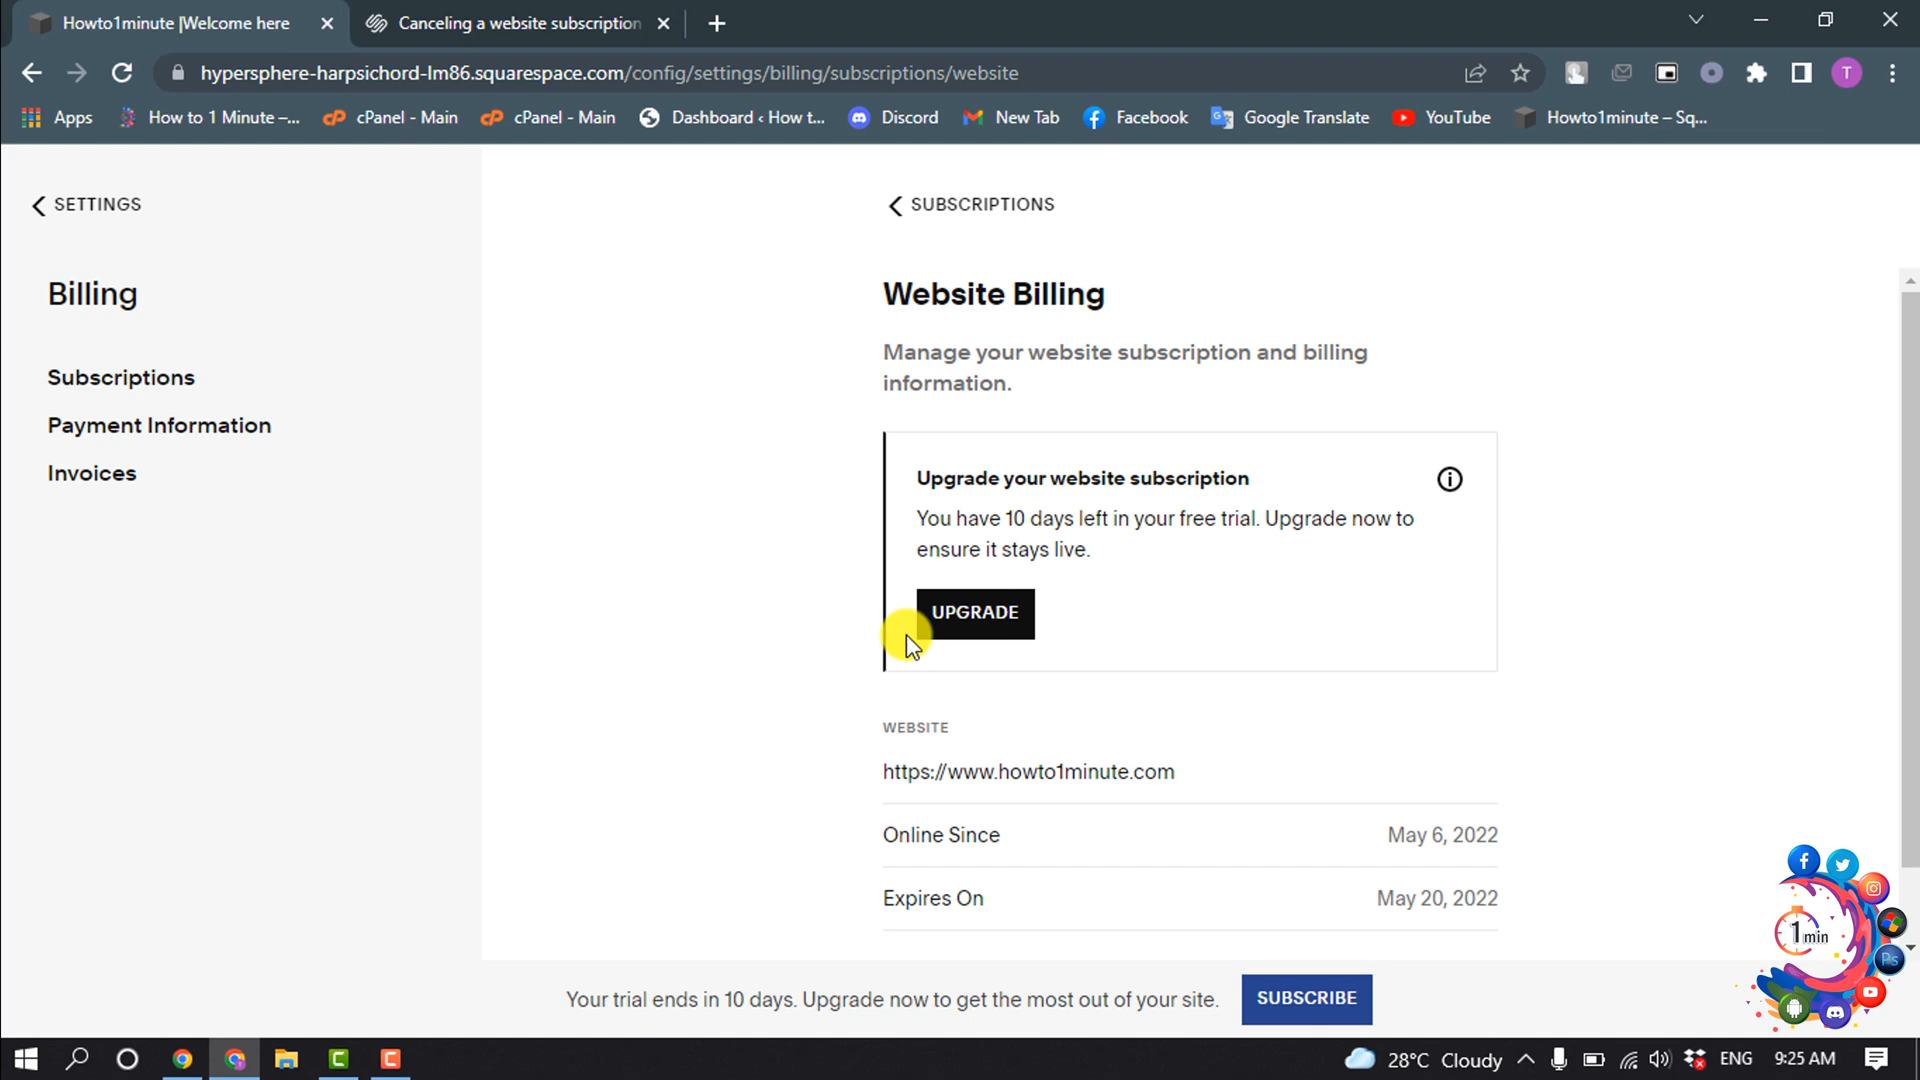 Howto1minute |Welcome here
Canceling a website subscription
hypersphere-harpsichord-lm86.squarespace.com/config/settings/billing/subscriptions/website
T
Apps
How to 1 Minute –...
cPanel - Main
cPanel - Main
Dashboard ‹ How t...
Discord
New Tab
Facebook
Google Translate
YouTube
Howto1minute – Sq...
SETTINGS
Billing
Subscriptions
Payment Information
Invoices
SUBSCRIPTIONS
Website Billing
Manage your website subscription and billing
information.
Upgrade your website subscription
You have 10 days left in your free trial. Upgrade now to
ensure it stays live.
UPGRADE
WEBSITE
https://www.howto1minute.com
Online Since May 6, 2022
Expires On May 20, 2022
Your trial ends in 10 days. Upgrade now to get the most out of your site.
SUBSCRIBE
1min
Ps
28°C Cloudy
ENG
9:25 AM